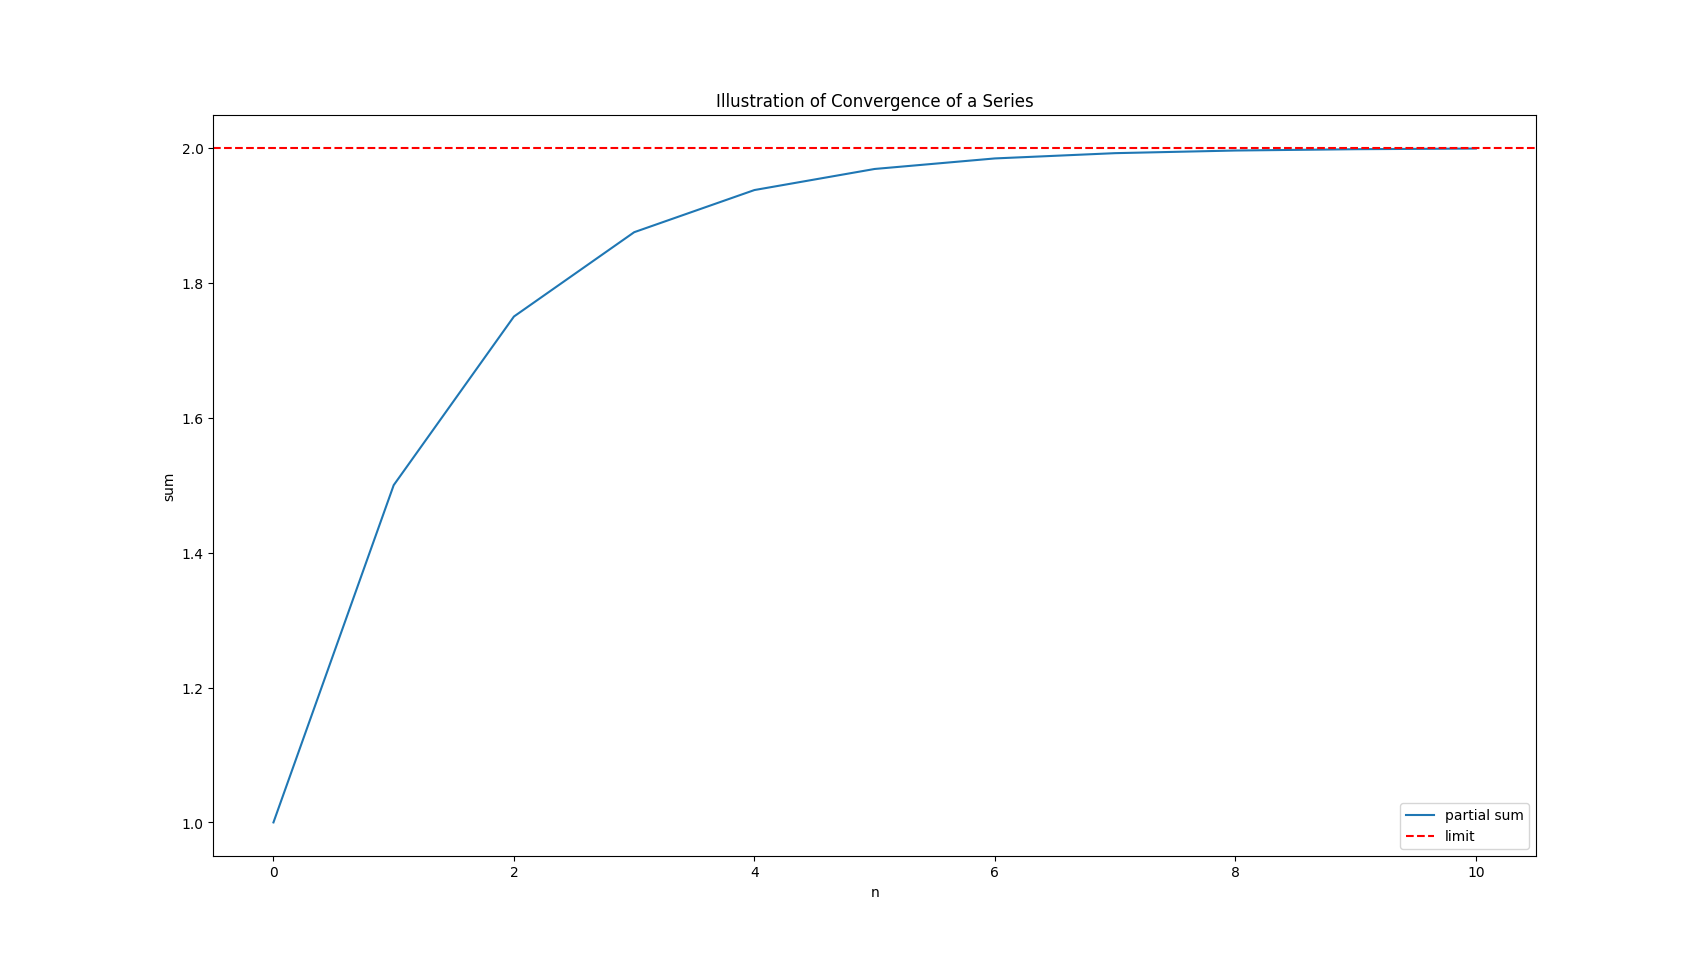 Illustration of Convergence of a Series
2.0
1.8
1.6
1.4
1.2
1.0
sum
0 2 4 6 8 10
n
partial sum
limit